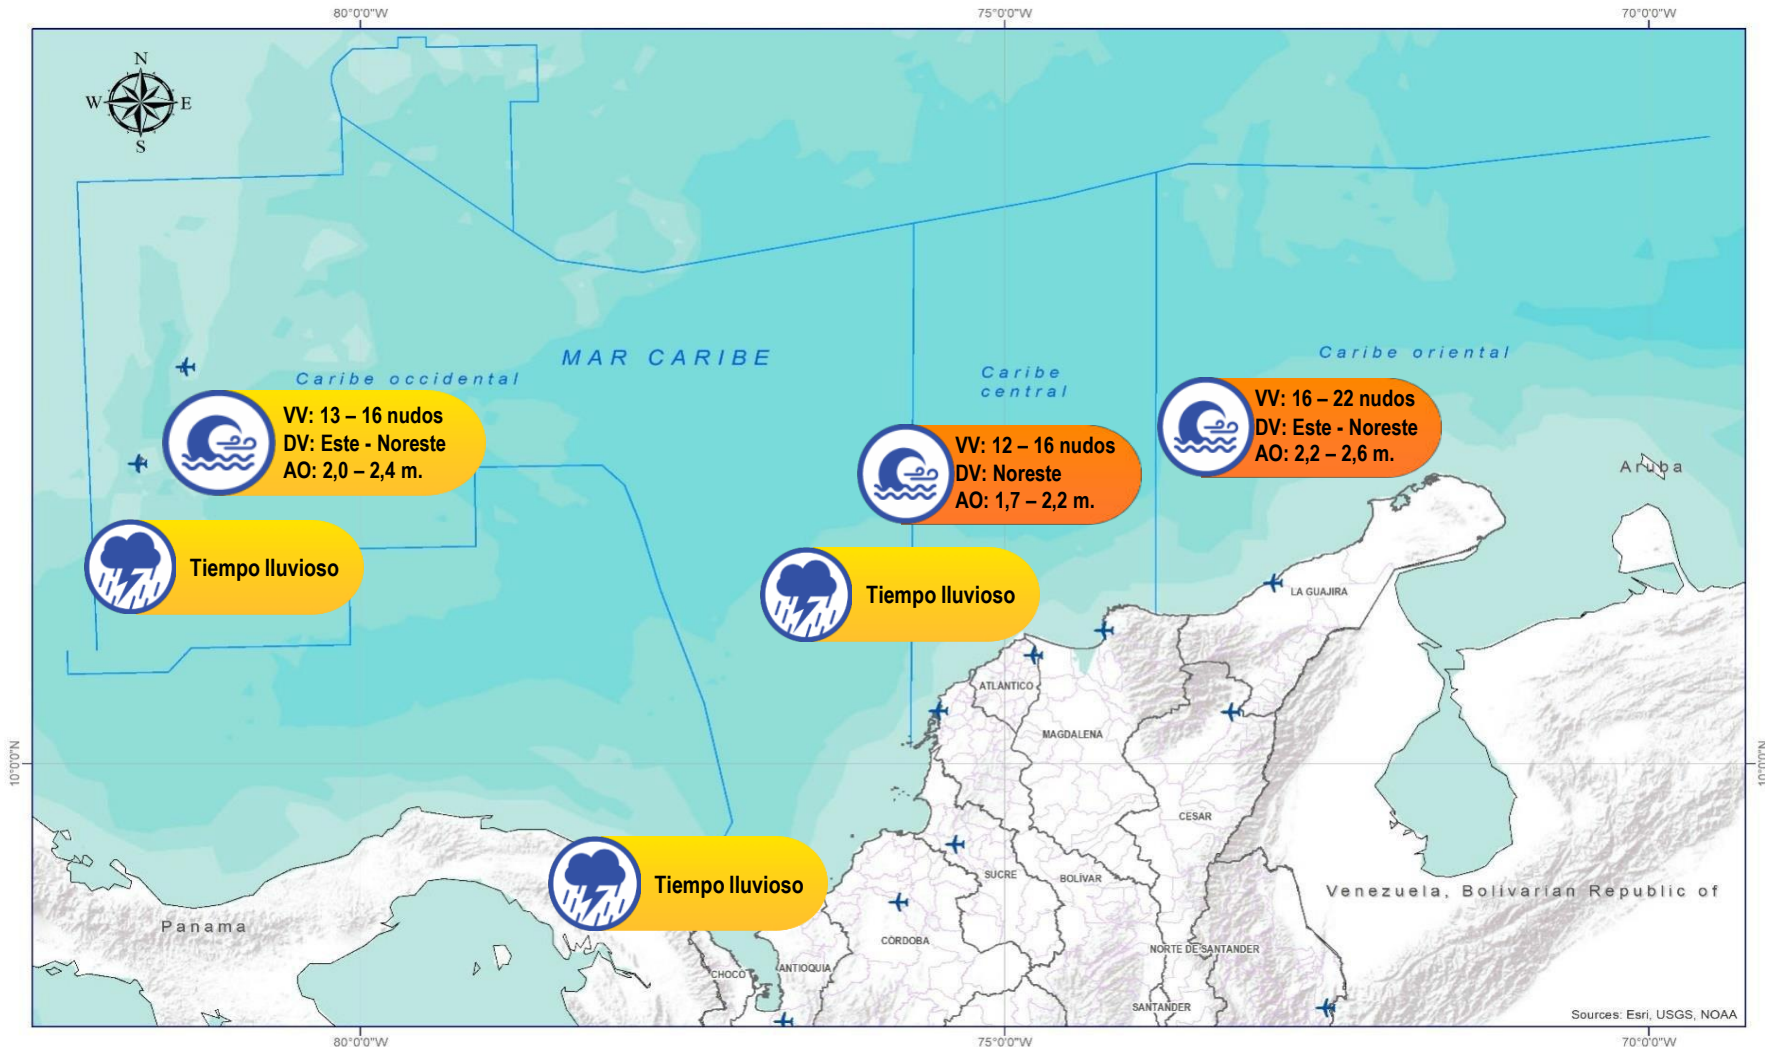 80°0'0"W
75°0'0"W
70°0'0"W
N
W
E
S
MAR CARIBE
Caribe occidental
Caribe
central
Caribe oriental
VV: 13 – 16 nudos
DV: Este - Noreste
AO: 2,0 – 2,4 m.
VV: 12 – 16 nudos
DV: Noreste
AO: 1,7 – 2,2 m.
VV: 16 – 22 nudos
DV: Este - Noreste
AO: 2,2 – 2,6 m.
Aruba
Tiempo lluvioso
Tiempo lluvioso
LA GUAJIRA
ATLÁNTICO
MAGDALENA
10°0'0"N
10°0'0"N
CESAR
Tiempo lluvioso
SUCRE
BOLÍVAR
Venezuela, Bolivarian Republic of
Panama
CÓRDOBA
NORTE DE SANTANDER
CHOCO
ANTIOQUIA
SANTANDER
Sources: Esri, USGS, NOAA
80°0'0"W
75°0'0"W
70°0'0"W